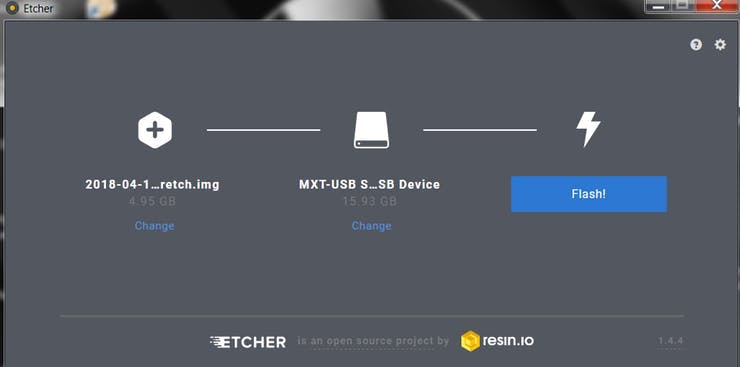 Etcher
2018-04-1...retch.img
4.95 GB
Change
MXT-USB S...SB Device
15.93 GB
Change
Flash!
ETCHER is an open source project by resin.io
1.4.4